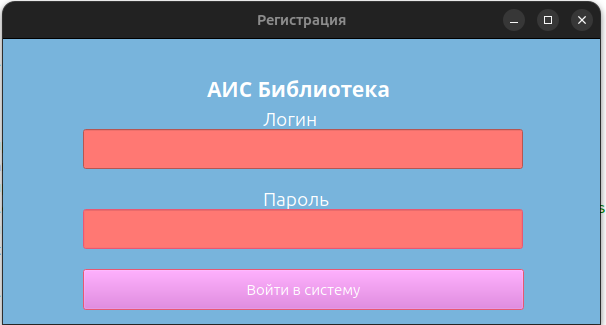 Регистрация
АИС Библиотека
Логин
Пароль
Войти в систему